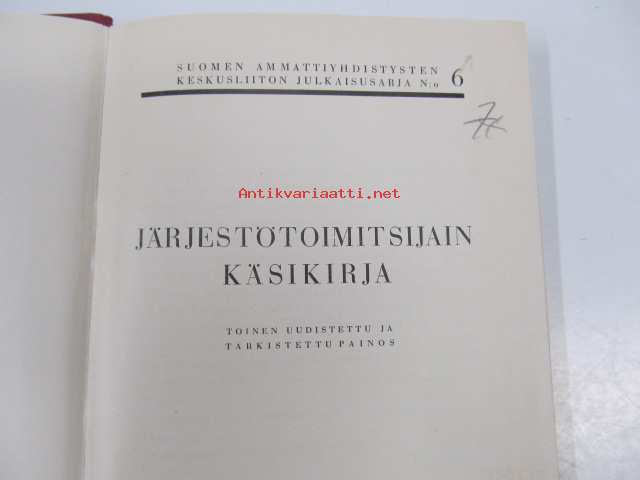 SUOMEN AMMATTIYHDISTYSTEN
KESKUSLIITON JULKAISUSARJA N:o 6
Antikvariaatti.net
JÄRJESTÖTOIMITSIJAIN
KÄSIKIRJA
TOINEN UUDISTETTU JA
TARKISTETTU PAINOS